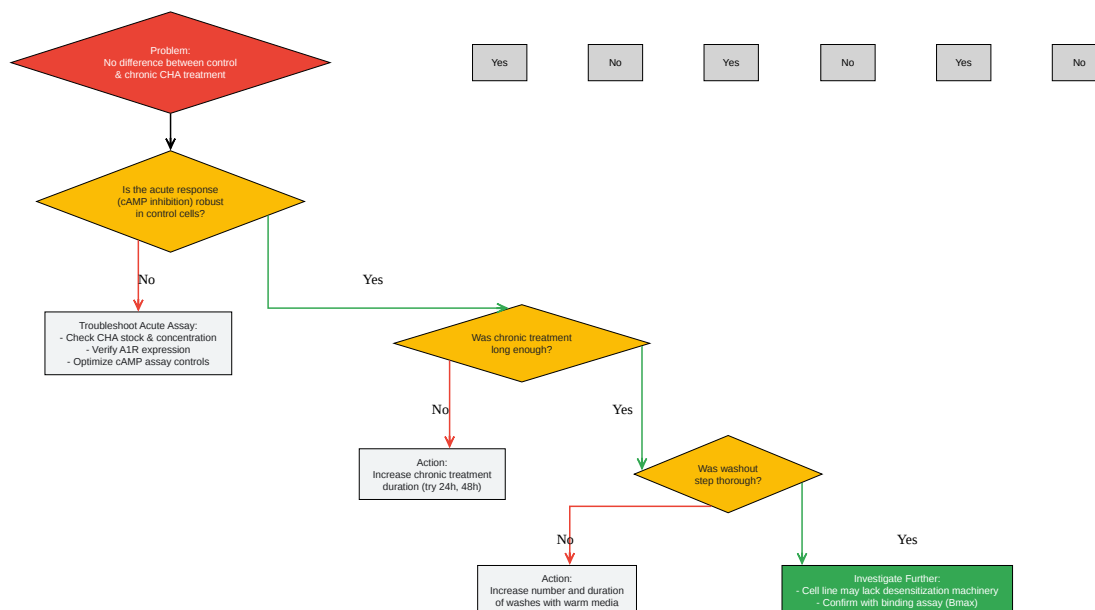 Problem:
No difference between control
& chronic CHA treatment
Yes
No
Yes
No
Yes
No
Is the acute response
(cAMP inhibition) robust
in control cells?
No
Yes
Troubleshoot Acute Assay:
- Check CHA stock & concentration
- Verify A1R expression
- Optimize cAMP assay controls
Was chronic treatment
long enough?
No
Yes
Action:
Increase chronic treatment
duration (try 24h, 48h)
Was washout
step thorough?
No
Yes
Action:
Increase number and duration
of washes with warm media
Investigate Further:
- Cell line may lack desensitization machinery
- Confirm with binding assay (Bmax)